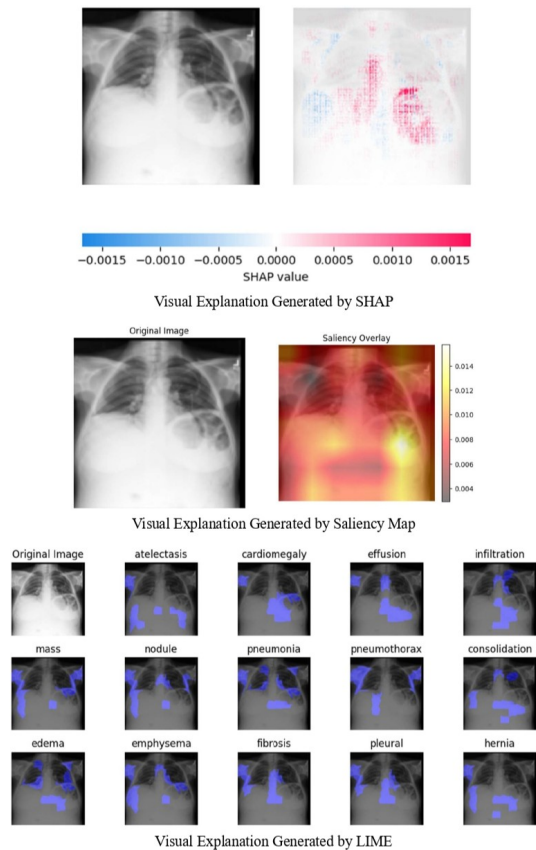 −0.0015 −0.0010 −0.0005 0.0000 0.0005 0.0010 0.0015
SHAP value
Visual Explanation Generated by SHAP
Original Image Saliency Overlay
0.014
0.012
0.010
0.008
0.006
0.004
Visual Explanation Generated by Saliency Map
Original Image atelectasis cardiomegaly effusion infiltration
mass nodule pneumonia pneumothorax consolidation
edema emphysema fibrosis pleural hernia
Visual Explanation Generated by LIME